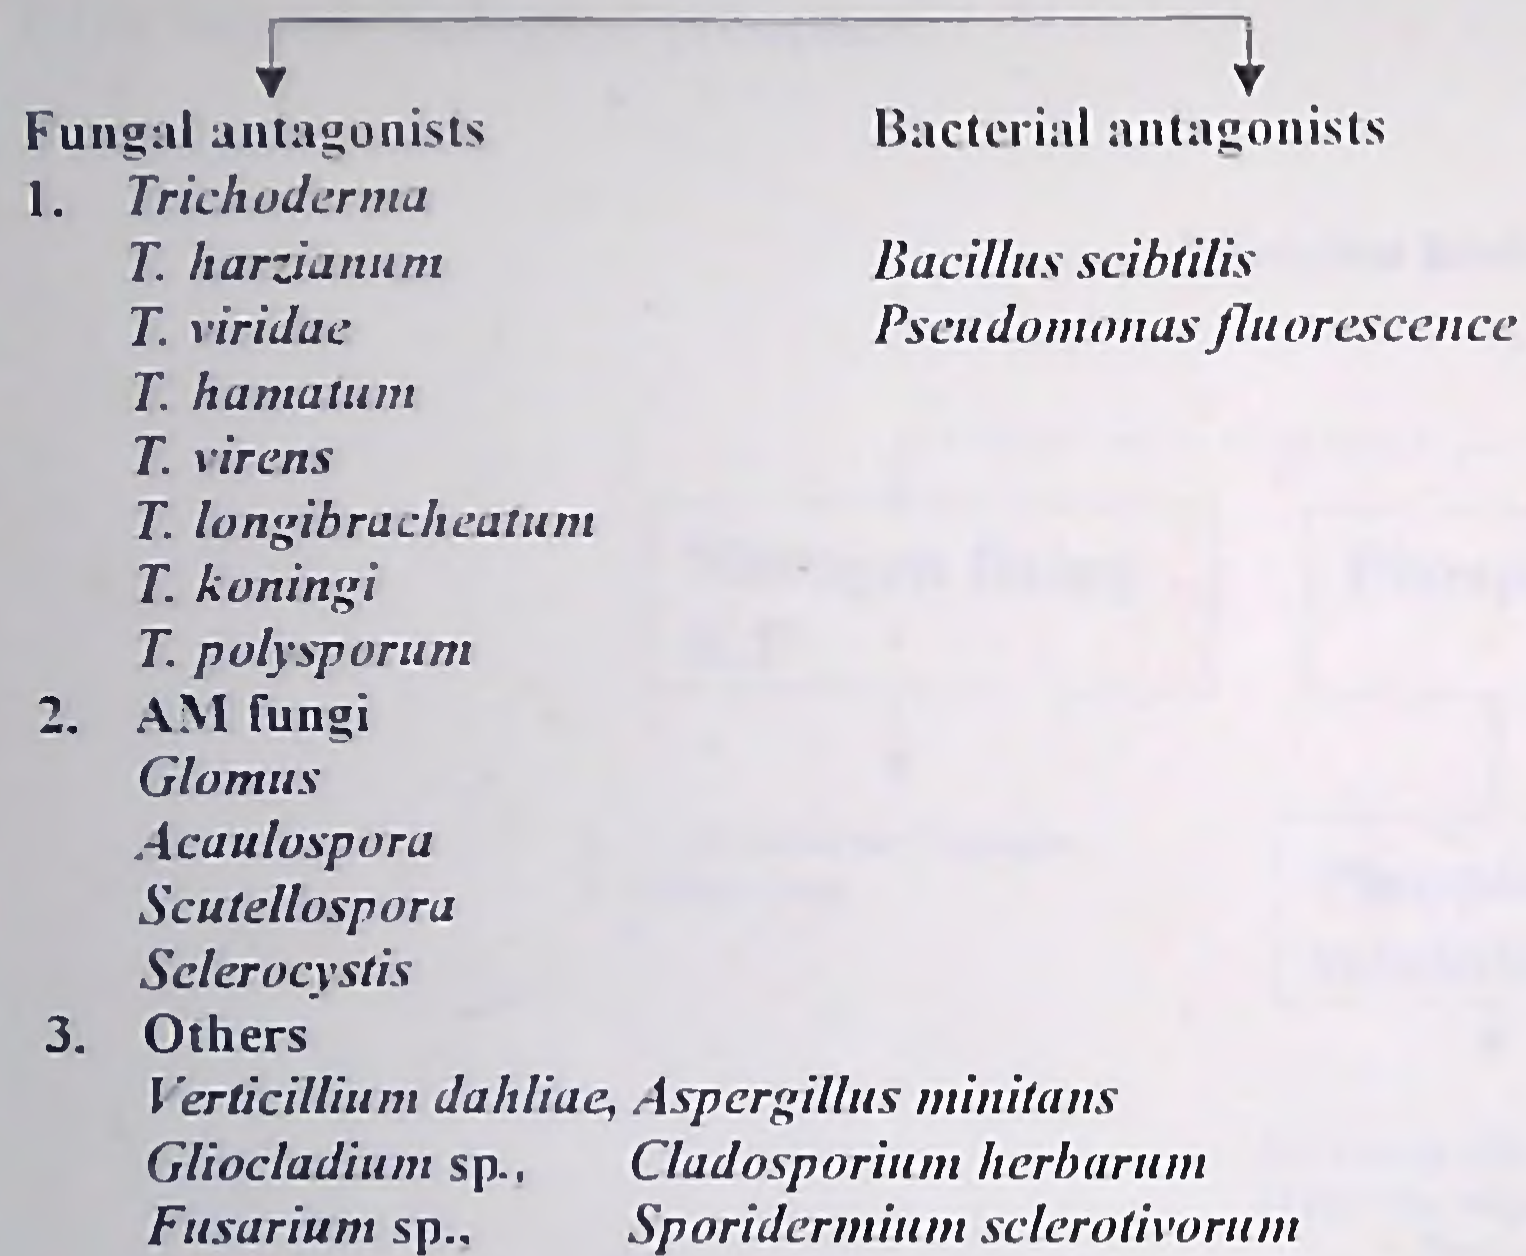 Fungal antagonists
1. Trichoderma
T. harzianum
T. viridae
T. hamatum
T. virens
T. longibracheatum
T. koningi
T. polysporum
2. AM fungi
Glomus
Acaulospora
Scutellospora
Sclerocystis
3. Others
Verticillium dahliae, Aspergillus minitans
Gliocladium sp., Cladosporium herbarum
Fusarium sp., Sporidermium sclerotivorum
Bacterial antagonists
Bacillus scibtilis
Pseudomonas fluorescence